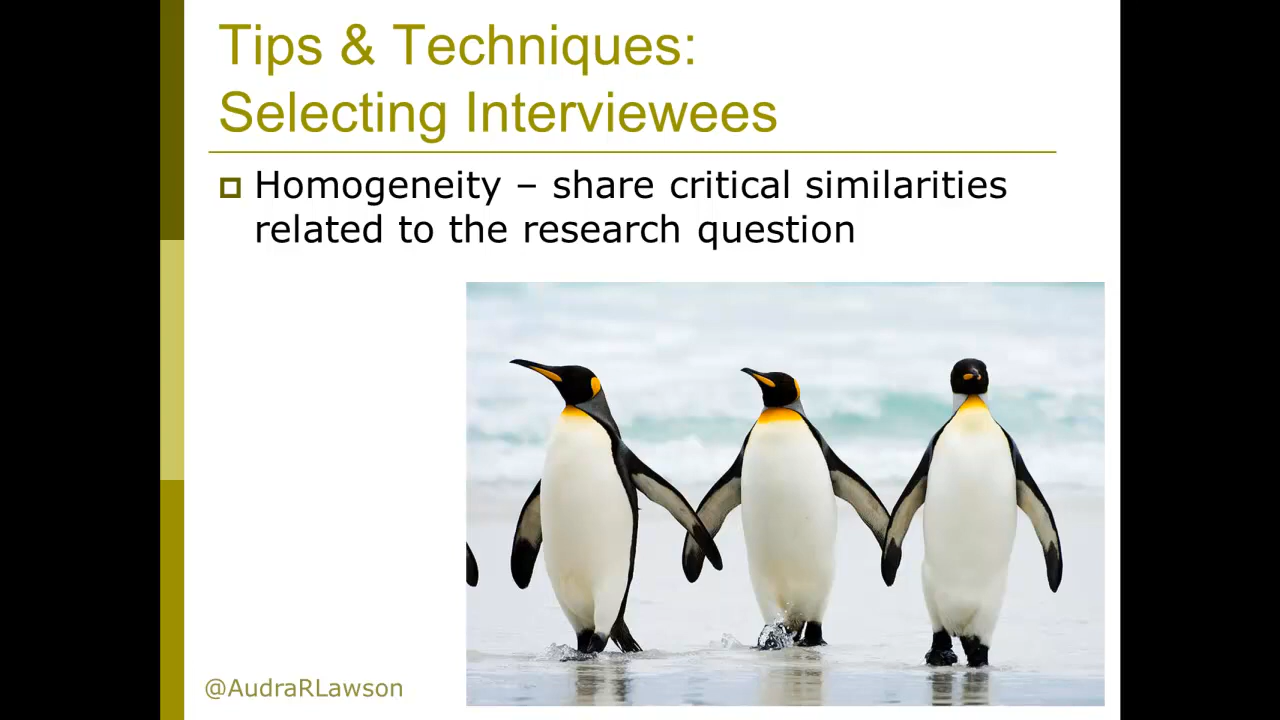 Tips & Techniques:
Selecting Interviewees
Homogeneity – share critical similarities
related to the research question
@AudraRLawson